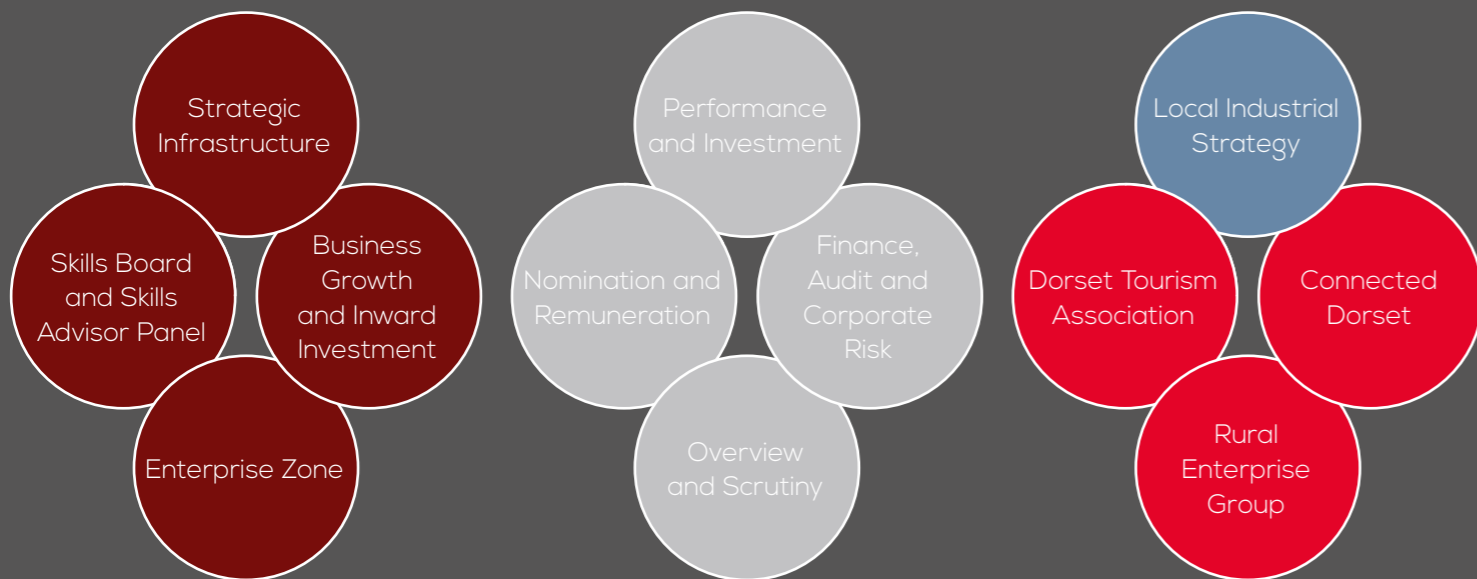 Strategic
Infrastructure
Skills Board
and Skills
Advisor Panel
Business
Growth
and Inward
Investment
Enterprise Zone
Performance
and Investment
Nomination and
Remuneration
Finance,
Audit and
Corporate
Risk
Overview
and Scrutiny
Local Industrial
Strategy
Dorset Tourism
Association
Connected
Dorset
Rural
Enterprise
Group